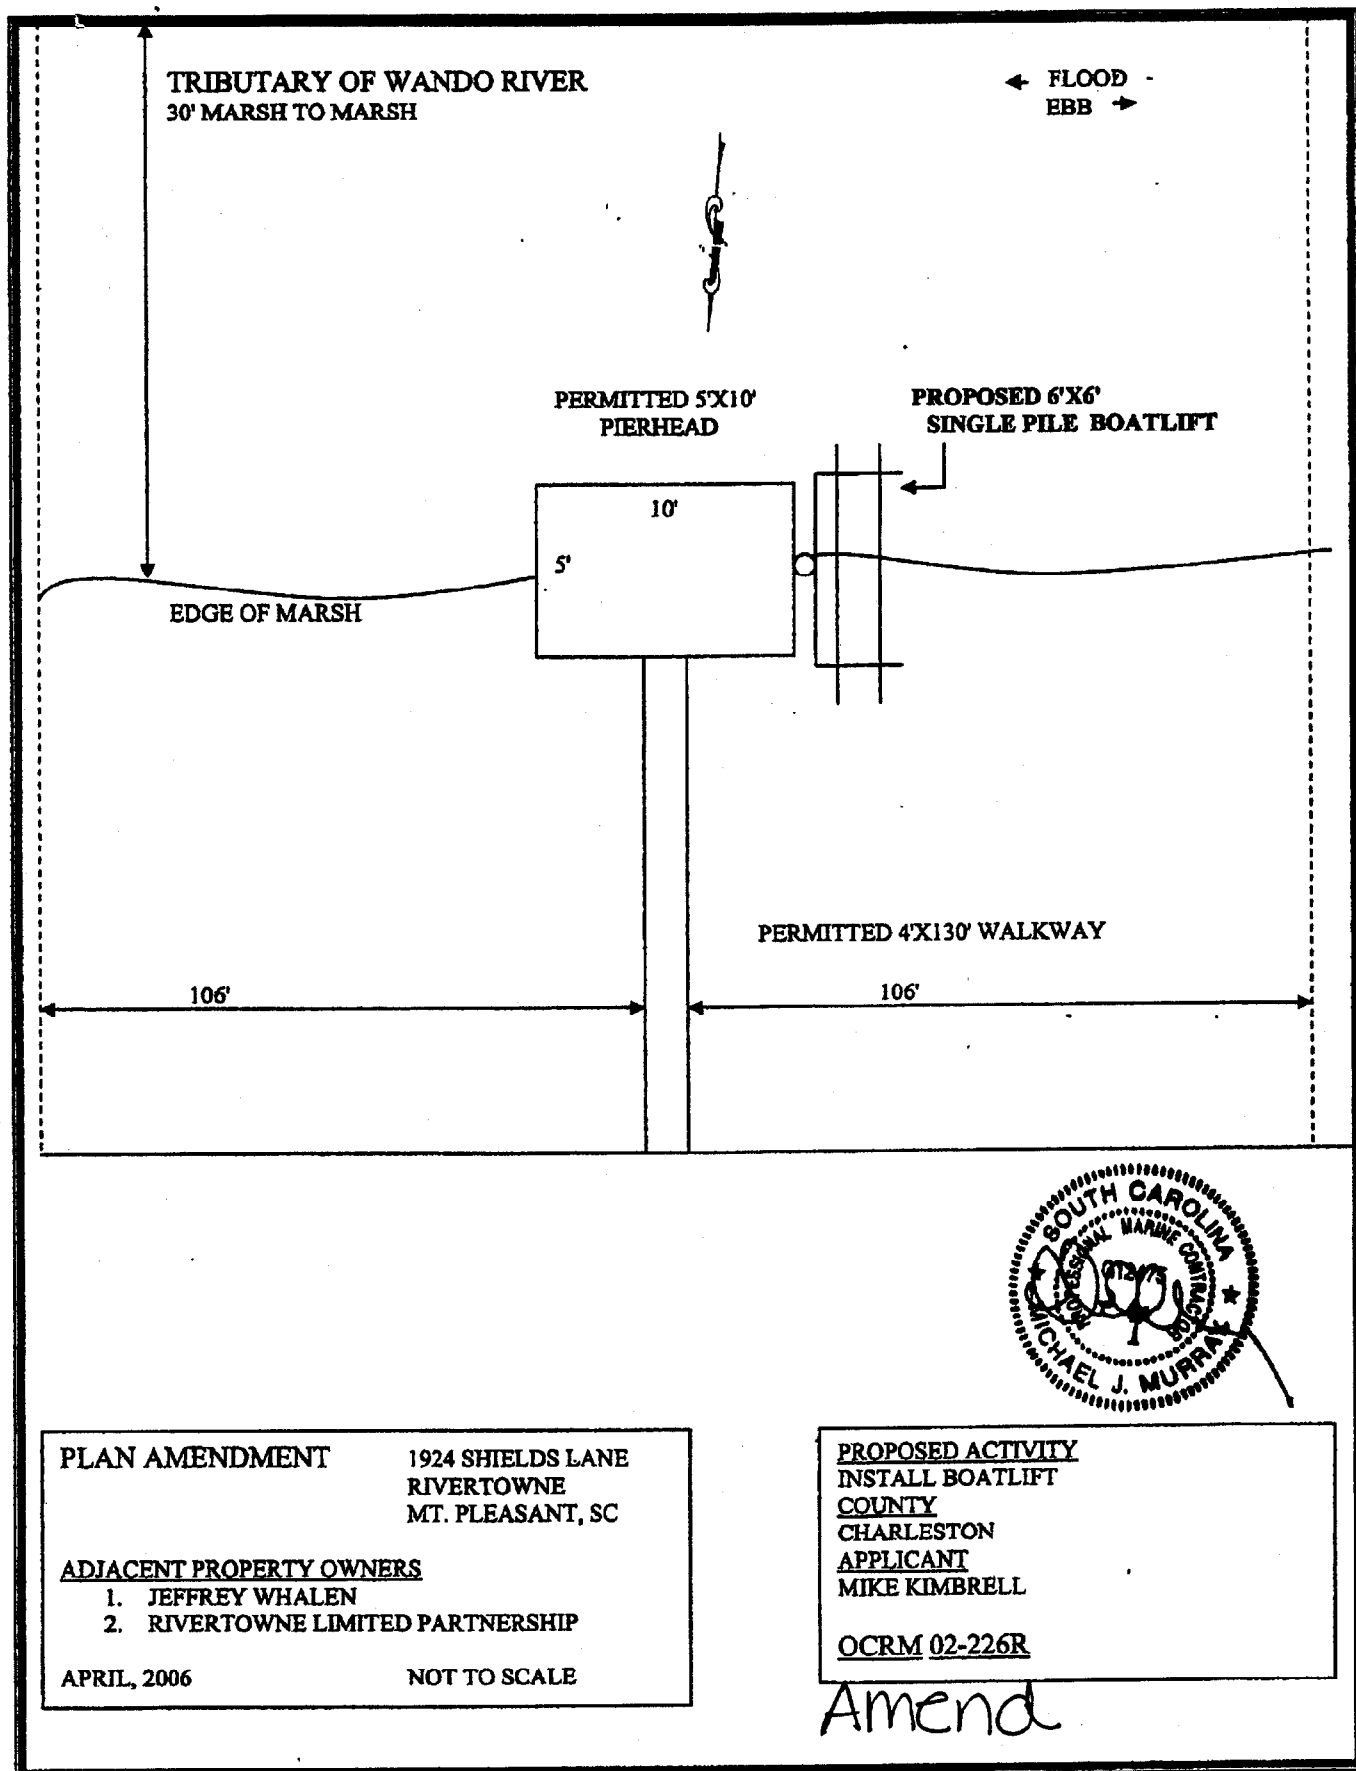 TRIBUTARY OF WANDO RIVER
30' MARSH TO MARSH
FLOOD
EBB
PERMITTED 5'X10'
PIERHEAD
PROPOSED 6'X6'
SINGLE PILE BOATLIFT
10'
5'
EDGE OF MARSH
PERMITTED 4'X130' WALKWAY
106'
106'
SOUTH CAROLINA
PROFESSIONAL MARINE CONTRACTOR
MICHAEL J. MURRAY
PLAN AMENDMENT
1924 SHIELDS LANE
RIVERTOWNE
MT. PLEASANT, SC
ADJACENT PROPERTY OWNERS
1. JEFFREY WHALEN
2. RIVERTOWNE LIMITED PARTNERSHIP
APRIL, 2006
NOT TO SCALE
PROPOSED ACTIVITY
INSTALL BOATLIFT
COUNTY
CHARLESTON
APPLICANT
MIKE KIMBRELL
OCRM 02-226R
Amend